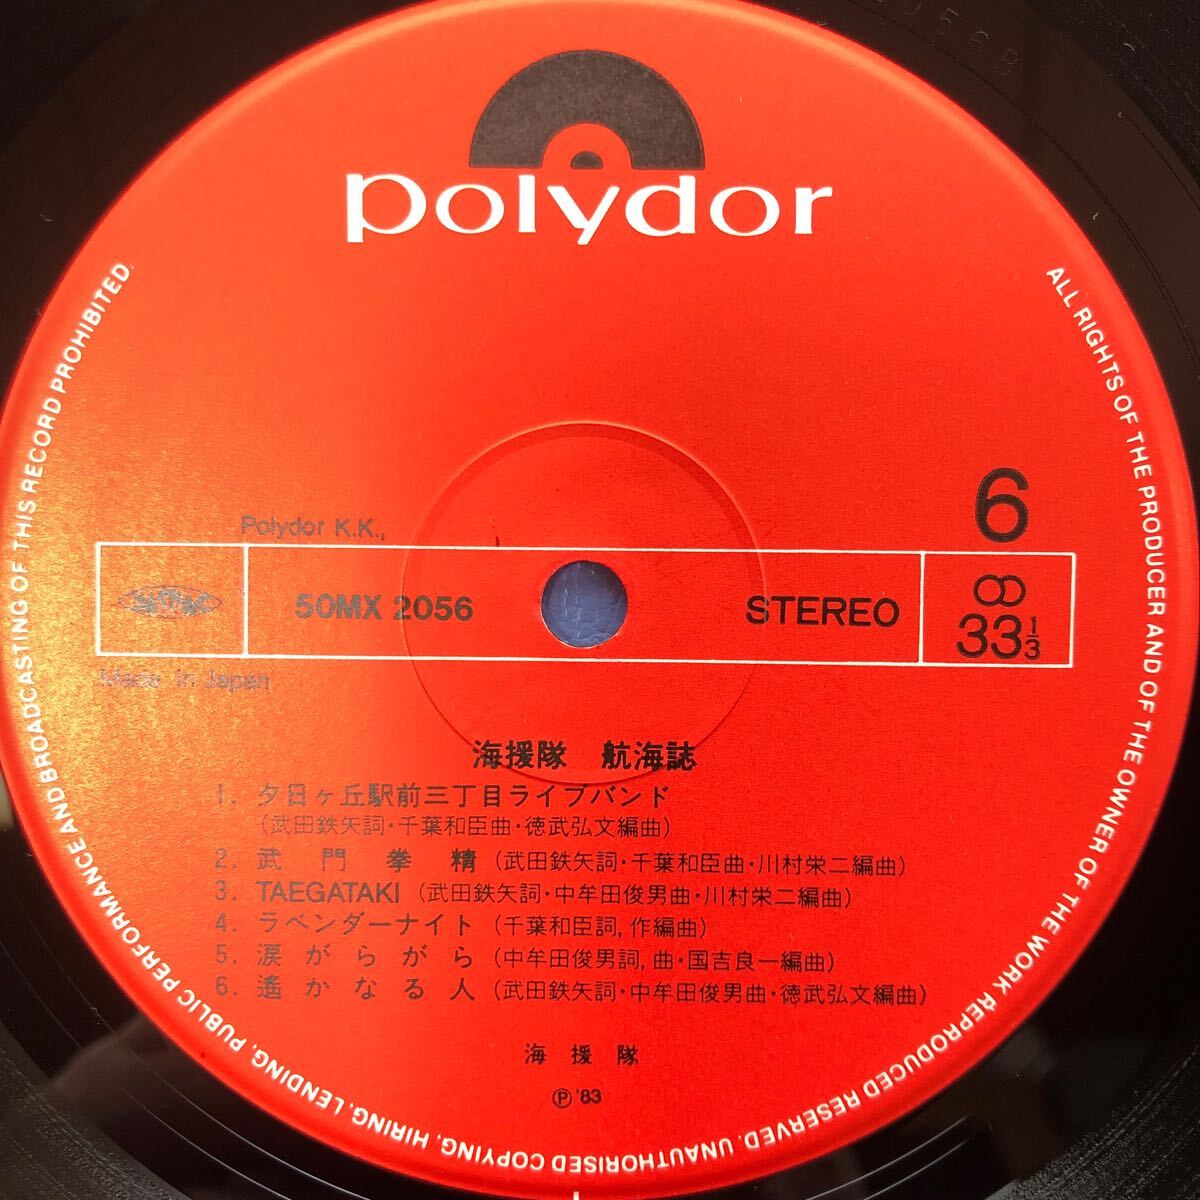 2056B
polydor
ALL RIGHTS OF THE PRODUCER AND OF THE OWNER OF THE WORK REPRODUCED RESERVED. UNAUTHORISED COPYING, HIRING, LENDING, PUBLIC PERFORMANCE AND BROADCASTING OF THIS RECORD PROHIBITED.
6
Polydor K.K.,
50MX 2056
STEREO
33 1/3
Made in Japan
海援隊 航海誌
1. 夕日ヶ丘駅前三丁目ライブバンド
(武田鉄矢詞・千葉和臣曲・徳武弘文編曲)
2. 武門拳精(武田鉄矢詞・千葉和臣曲・川村栄二編曲)
3. TAEGATAKI(武田鉄矢詞・中牟田俊男曲・川村栄二編曲)
4. ラベンダーナイト(千葉和臣詞,作編曲)
5. 涙がらがら(中牟田俊男詞,曲・国吉良一編曲)
6. 遙かなる人(武田鉄矢詞・中牟田俊男曲・徳武弘文編曲)
海援隊
Ⓟ '83